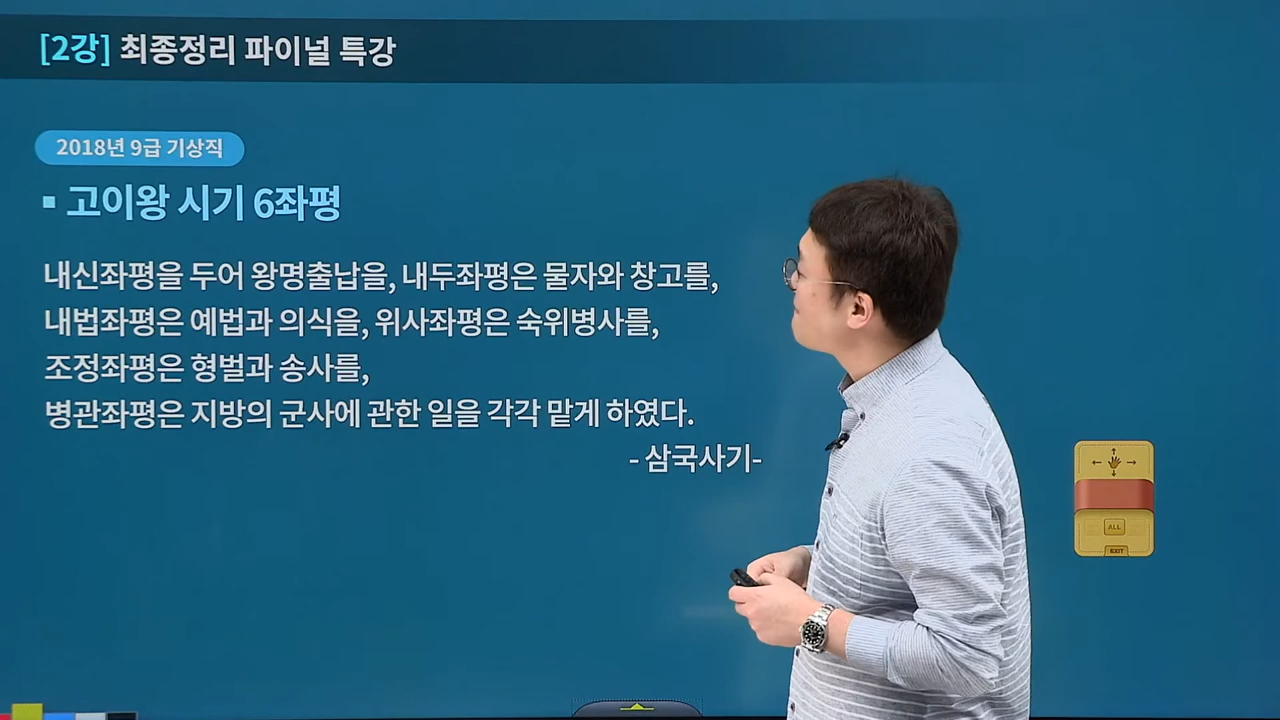 [2강] 최종정리 파이널 특강
2018년 9급 기상직
▪ 고이왕 시기 6좌평
내신좌평을 두어 왕명출납을, 내두좌평은 물자와 창고를,
내법좌평은 예법과 의식을, 위사좌평은 숙위병사를,
조정좌평은 형벌과 송사를,
병관좌평은 지방의 군사에 관한 일을 각각 맡게 하였다.
- 삼국사기-
ALL
EXIT